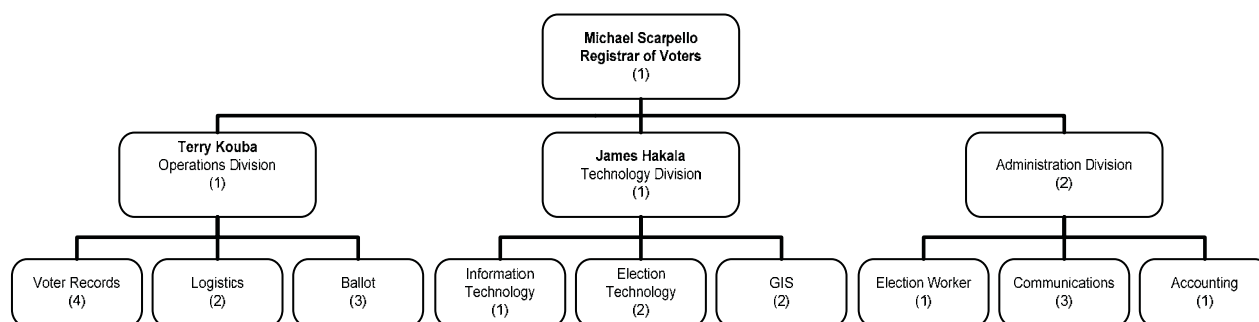 Michael Scarpello
Registrar of Voters
(1)
Terry Kouba
Operations Division
(1)
James Hakala
Technology Division
(1)
Administration Division
(2)
Voter Records
(4)
Logistics
(2)
Ballot
(3)
Information
Technology
(1)
Election
Technology
(2)
GIS
(2)
Election Worker
(1)
Communications
(3)
Accounting
(1)